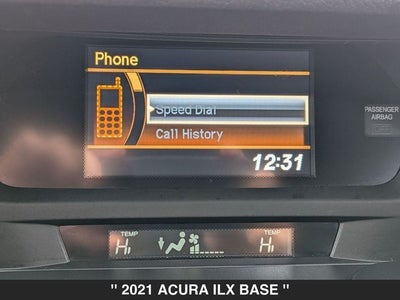 Phone
Speed Dial
Call History
PASSENGER
AIRBAG
12:31
TEMP
Hi
TEMP
Hi
" 2021 ACURA ILX BASE "